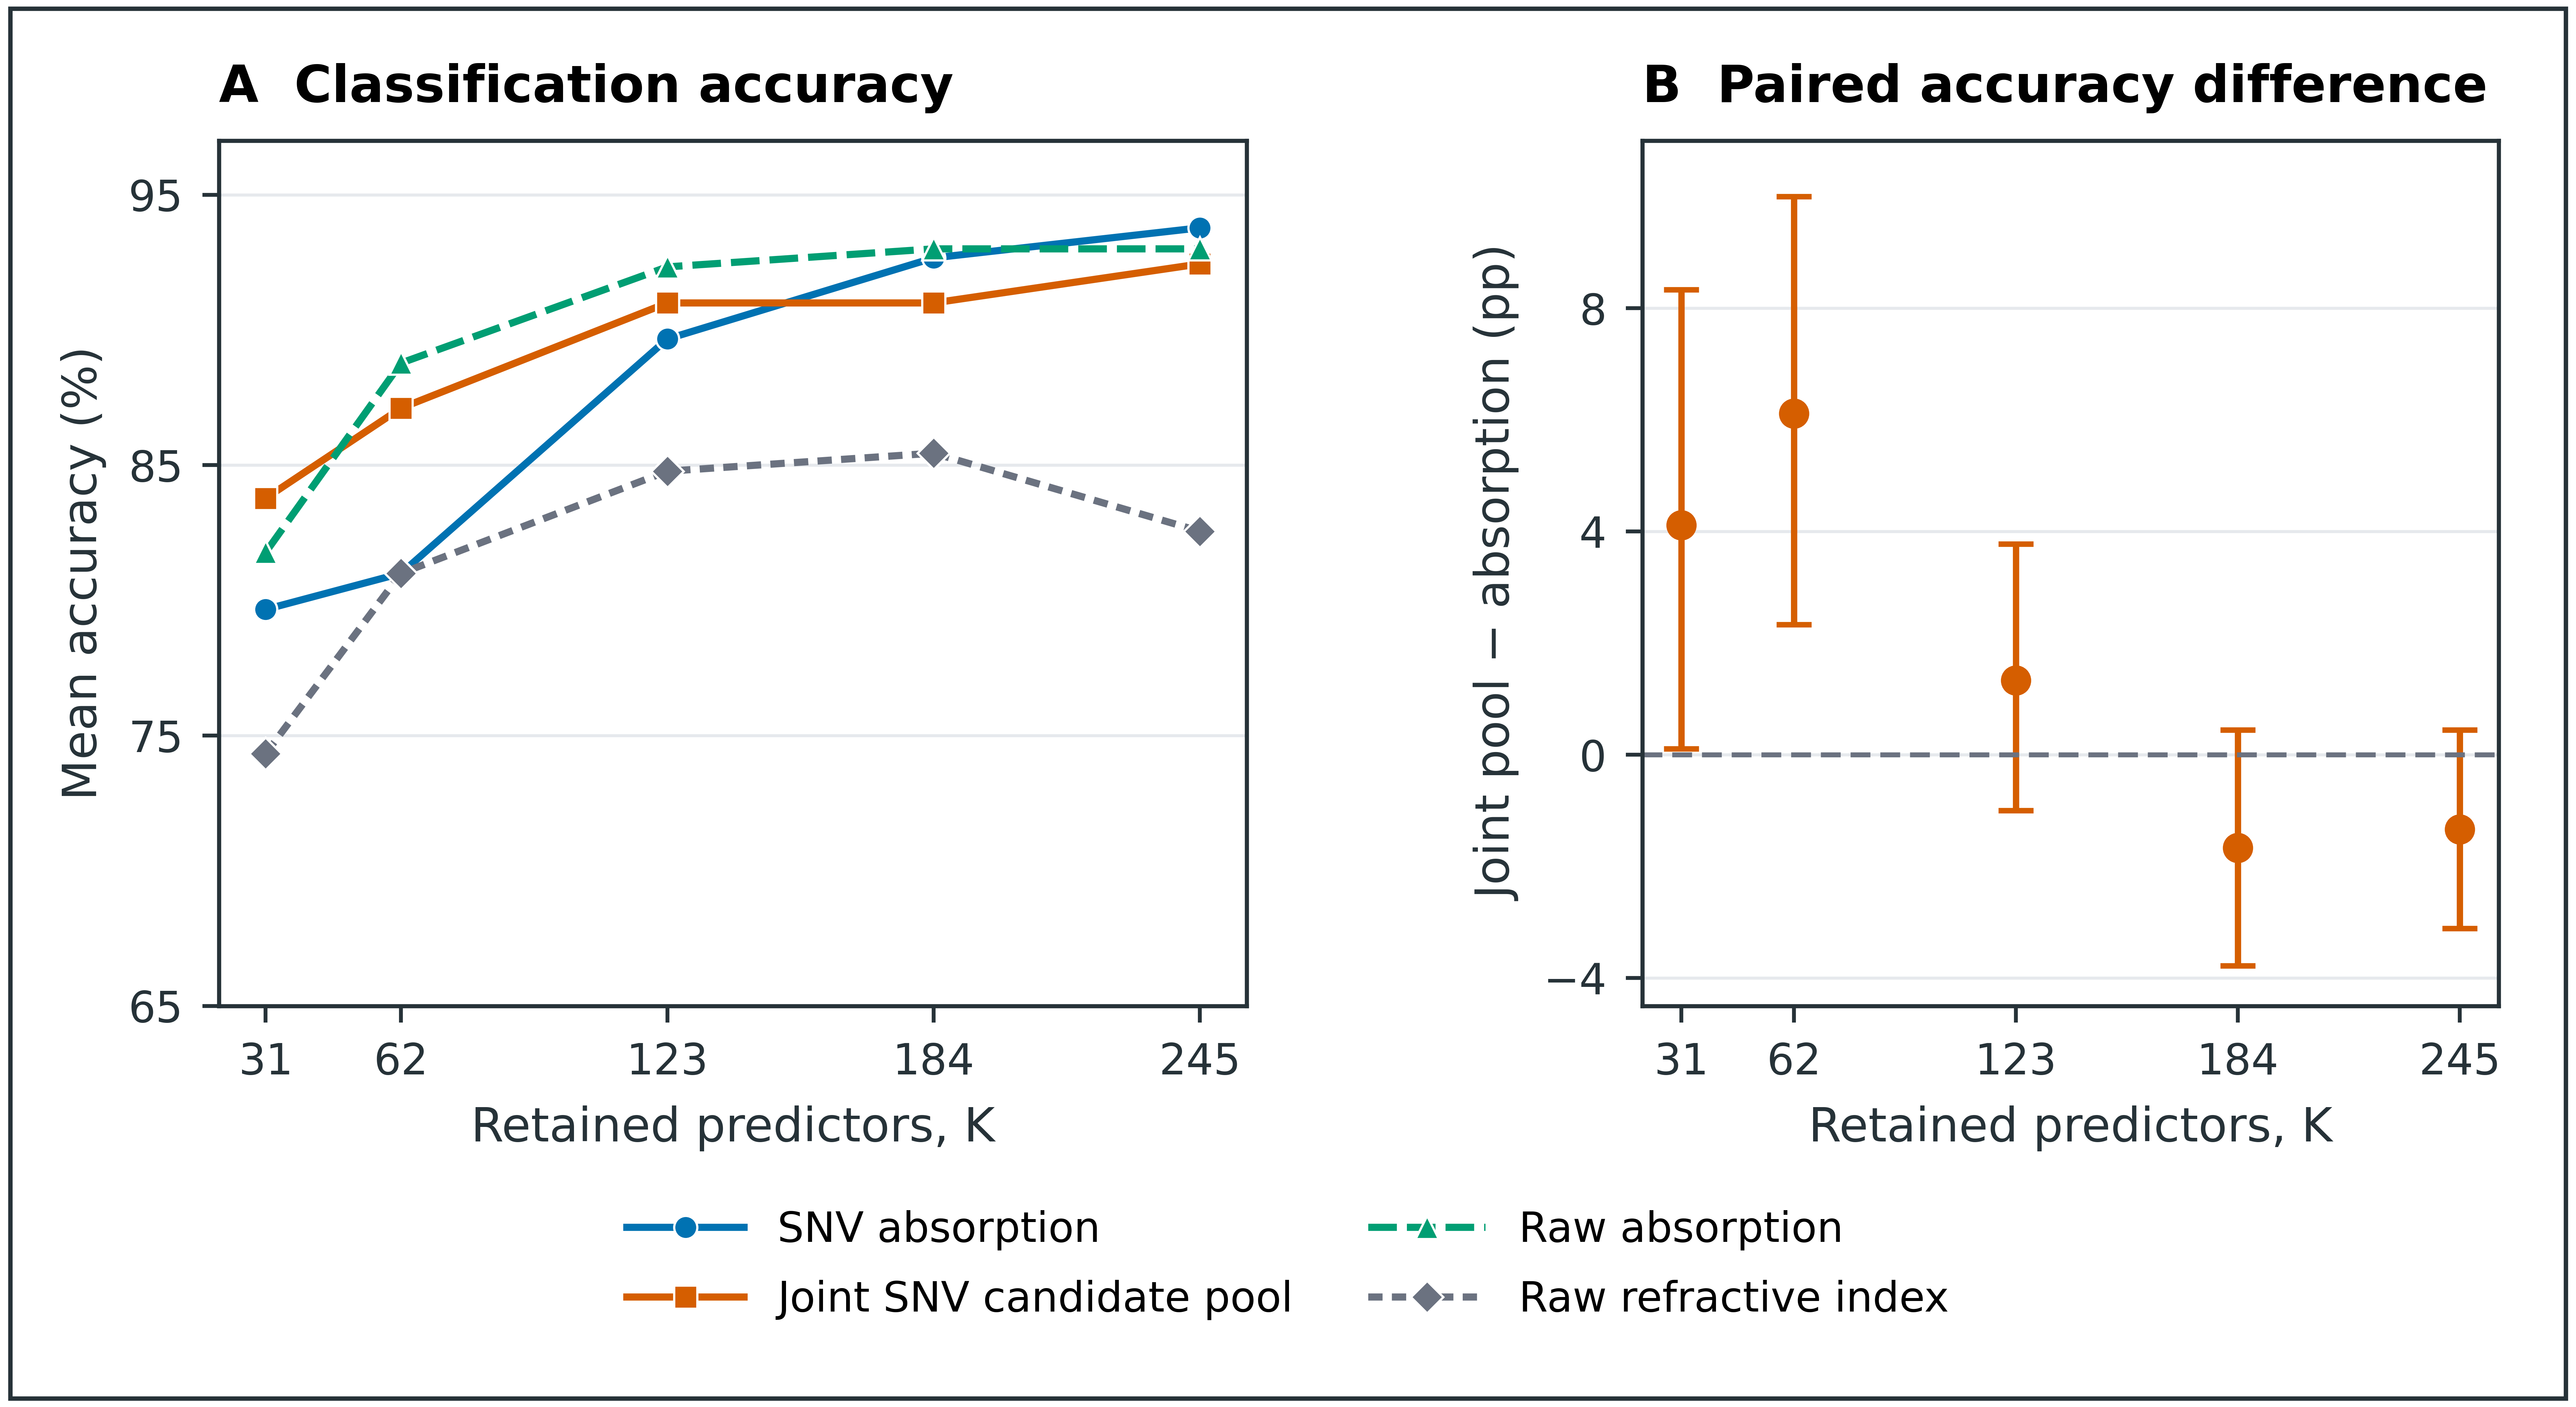 A Classification accuracy
Mean accuracy (%)
95
85
75
65
31 62 123 184 245
Retained predictors, K
B Paired accuracy difference
Joint pool − absorption (pp)
8
4
0
−4
31 62 123 184 245
Retained predictors, K
SNV absorption
Joint SNV candidate pool
Raw absorption
Raw refractive index